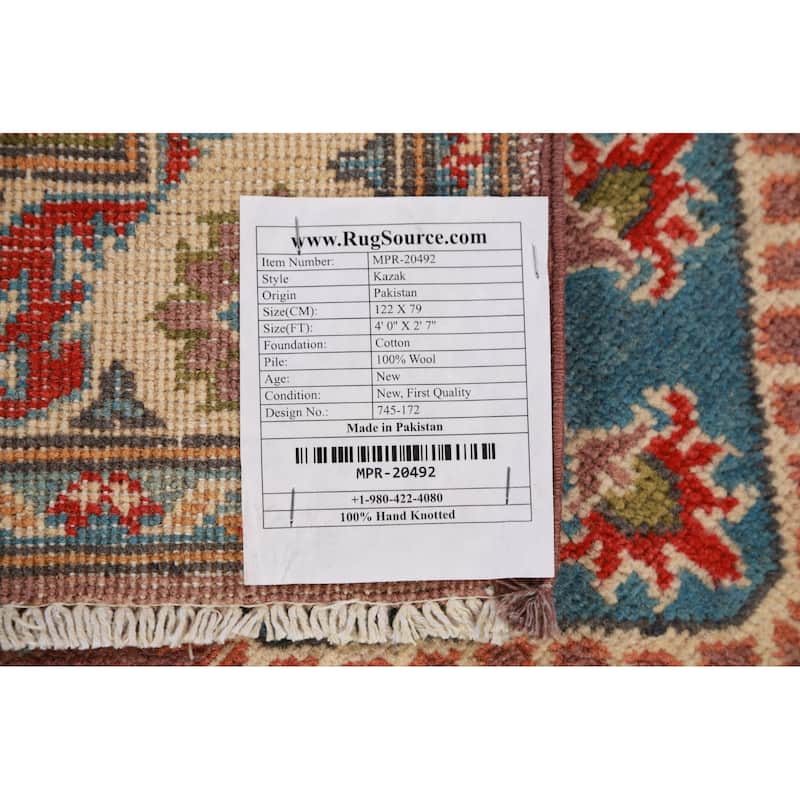 www.RugSource.com
Item Number: MPR-20492
Style Kazak
Origin Pakistan
Size(CM): 122 X 79
Size(FT): 4' 0" X 2' 7"
Foundation: Cotton
Pile: 100% Wool
Age: New
Condition: New, First Quality
Design No.: 745-172
Made in Pakistan
MPR-20492
+1-980-422-4080
100% Hand Knotted